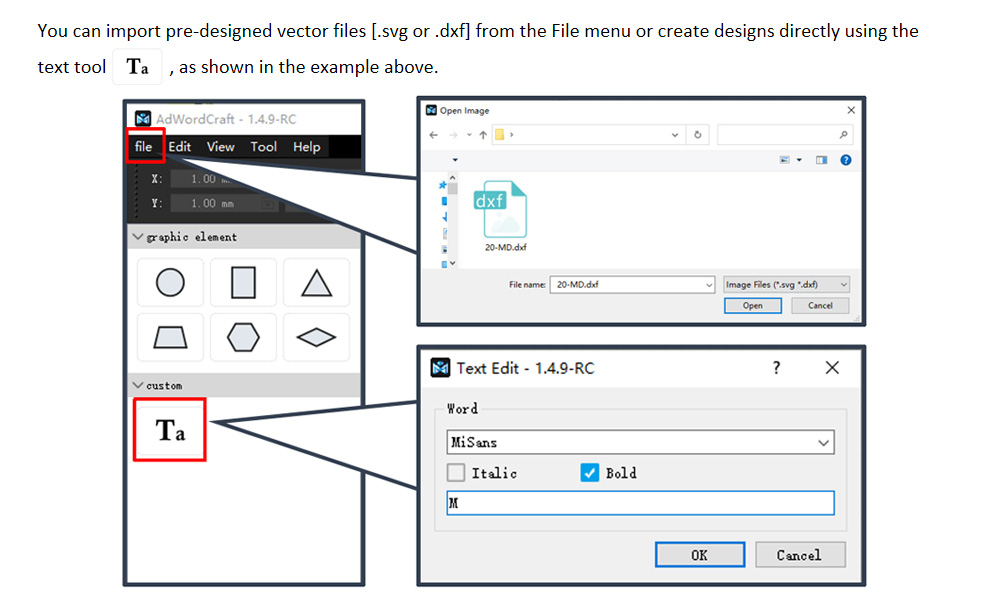 You can import pre-designed vector files [.svg or .dxf] from the File menu or create designs directly using the
text tool Ta , as shown in the example above.
AdWordCraft - 1.4.9-RC
file Edit View Tool Help
X: 1.00 mm
Y: 1.00 mm
graphic element
custom
Ta
Open Image
dxf
20-MD.dxf
File name: 20-MD.dxf Image Files (*.svg *.dxf)
Open Cancel
Text Edit - 1.4.9-RC ?
Word
MiSans
Italic Bold
M
OK Cancel